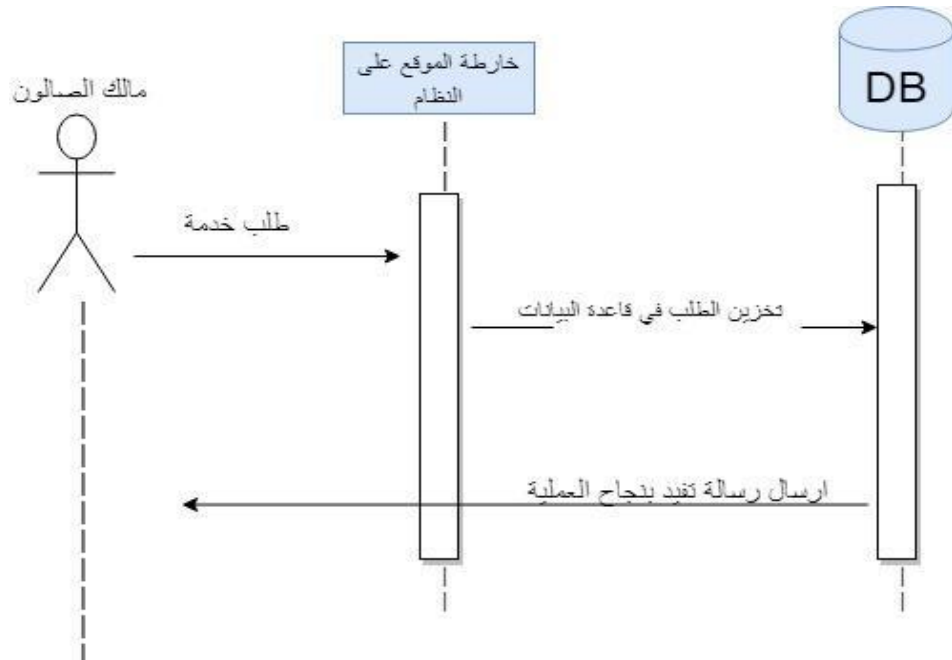 مالك الصالون
خارطة الموقع على
النظام
DB
طلب خدمة
تخزين الطلب في قاعدة البيانات
ارسال رسالة تفيد بنجاح العملية